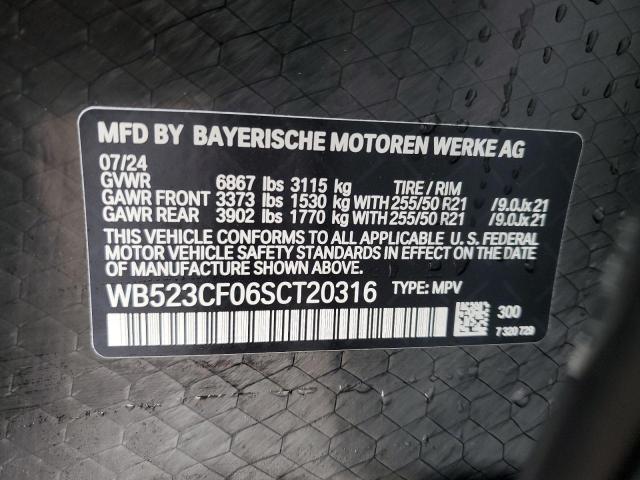 MFD BY BAYERISCHE MOTOREN WERKE AG
07/24
GVWR 6867 lbs 3115 kg TIRE / RIM
GAWR FRONT 3373 lbs 1530 kg WITH 255/50 R21 /9.0Jx21
GAWR REAR 3902 lbs 1770 kg WITH 255/50 R21 /9.0Jx21
THIS VEHICLE CONFORMS TO ALL APPLICABLE U.S. FEDERAL
MOTOR VEHICLE SAFETY STANDARDS IN EFFECT ON THE DATE
OF MANUFACTURE SHOWN ABOVE.
WB523CF06SCT20316 TYPE: MPV
300
7 320 729